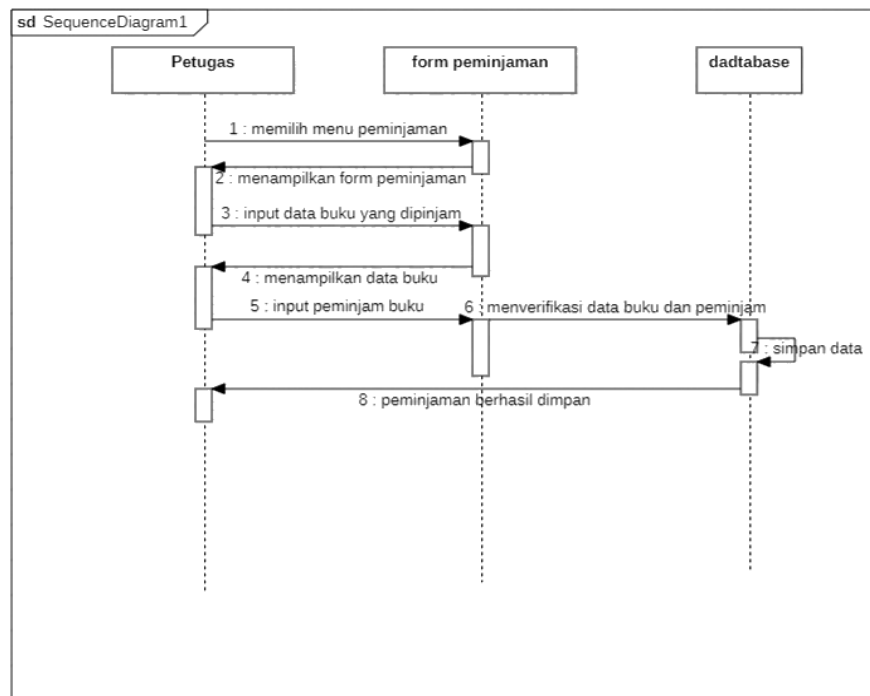 sd SequenceDiagram1
Petugas
form peminjaman
dadtabase
1 : memilih menu peminjaman
2 : menampilkan form peminjaman
3 : input data buku yang dipinjam
4 : menampilkan data buku
5 : input peminjam buku
6 : menverifikasi data buku dan peminjam
7 : simpan data
8 : peminjaman berhasil dimpan